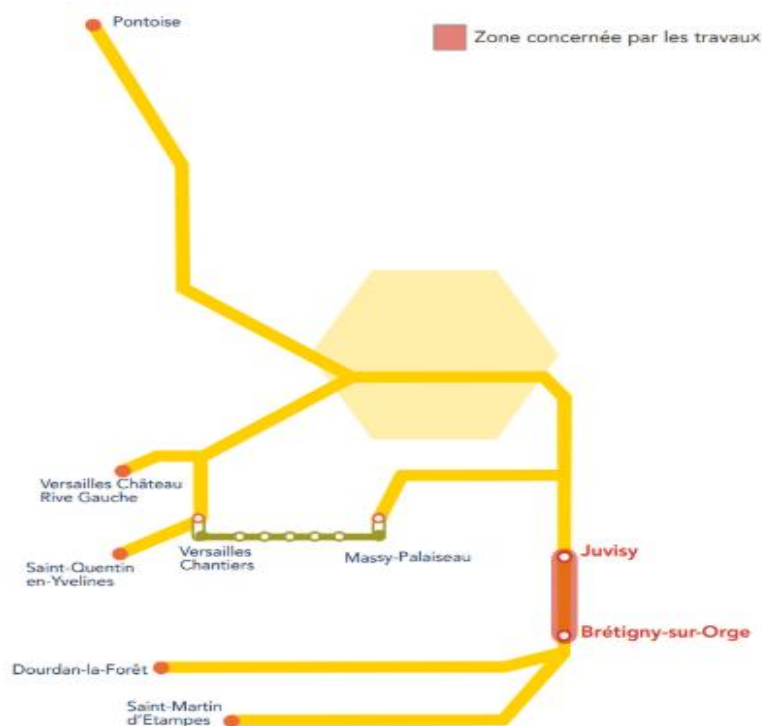 Pontoise
Zone concernée par les travaux
Versailles Château
Rive Gauche
Versailles
Chantiers
Massy-Palaiseau
Saint-Quentin
en-Yvelines
Juvisy
Brétigny-sur-Orge
Dourdan-la-Forêt
Saint-Martin
d'Etampes